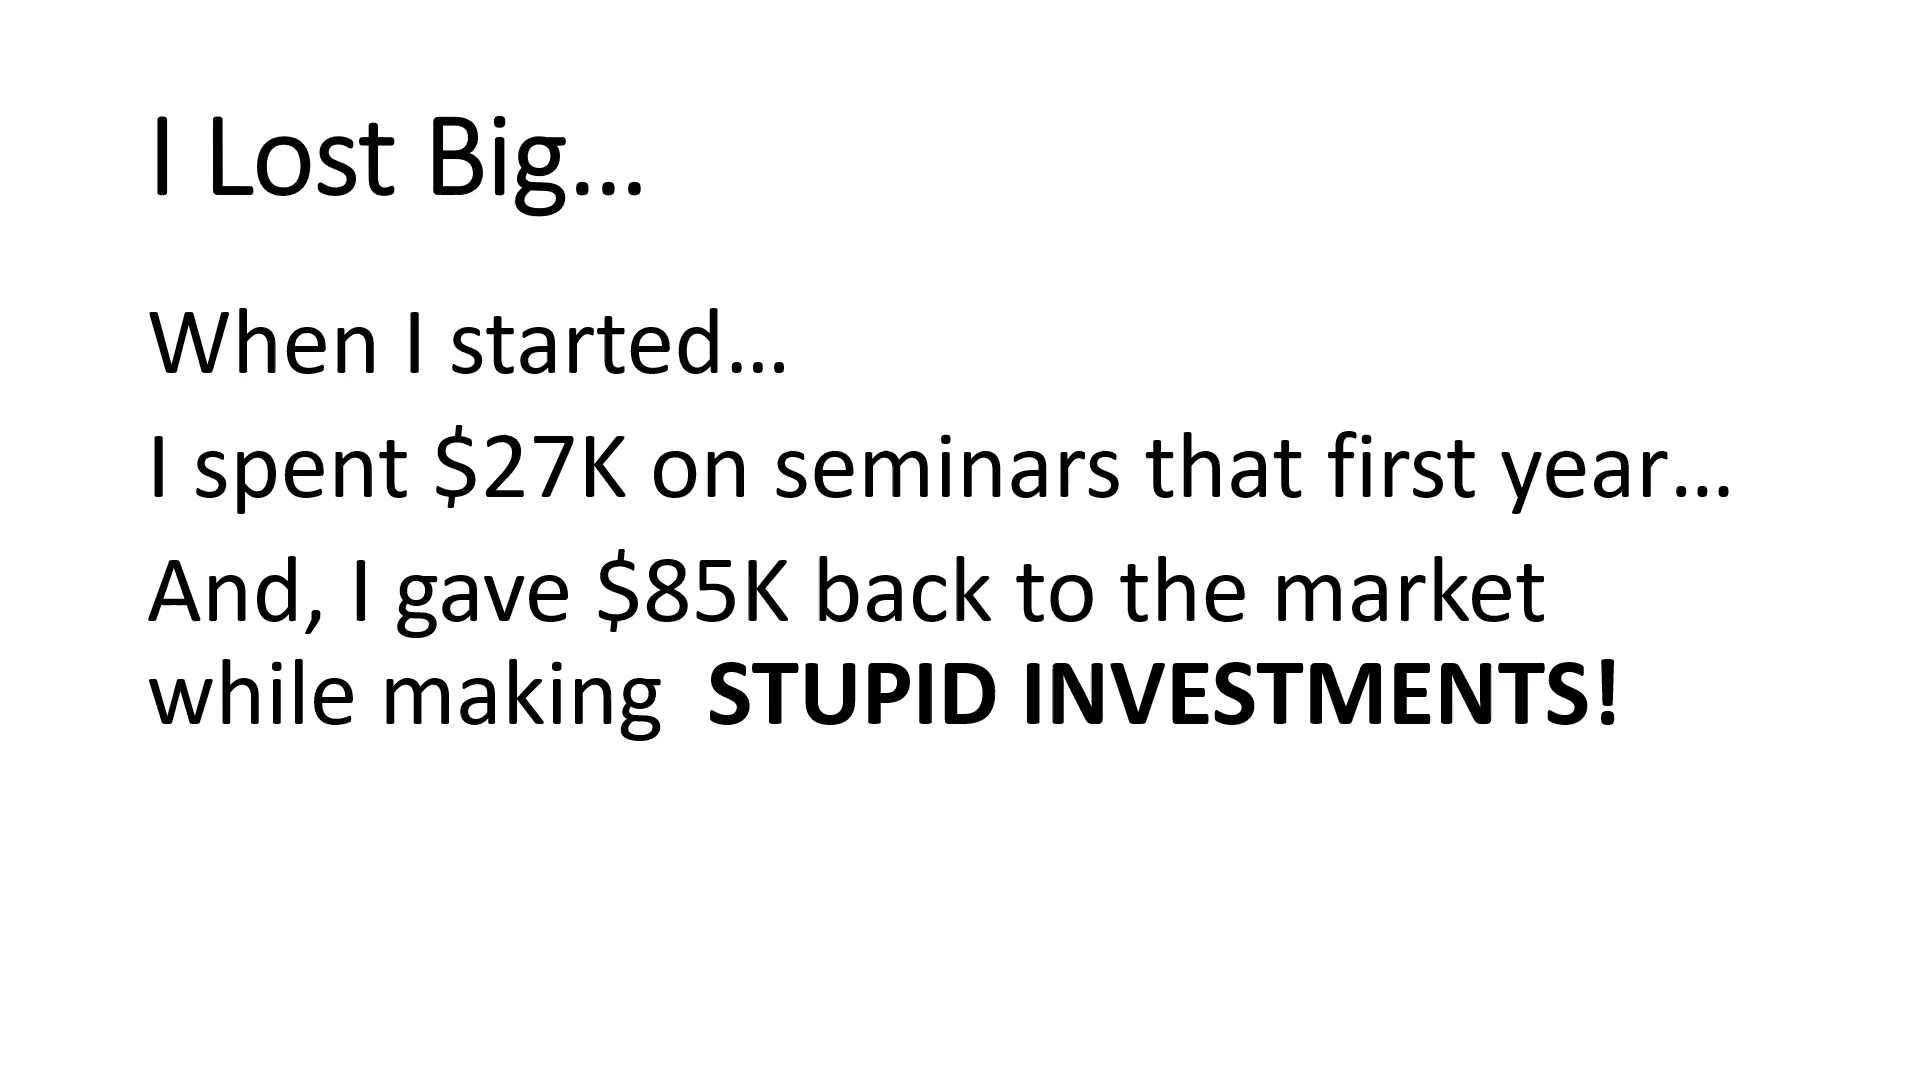 I Lost Big…
When I started…
I spent $27K on seminars that first year…
And, I gave $85K back to the market
while making  STUPID INVESTMENTS!